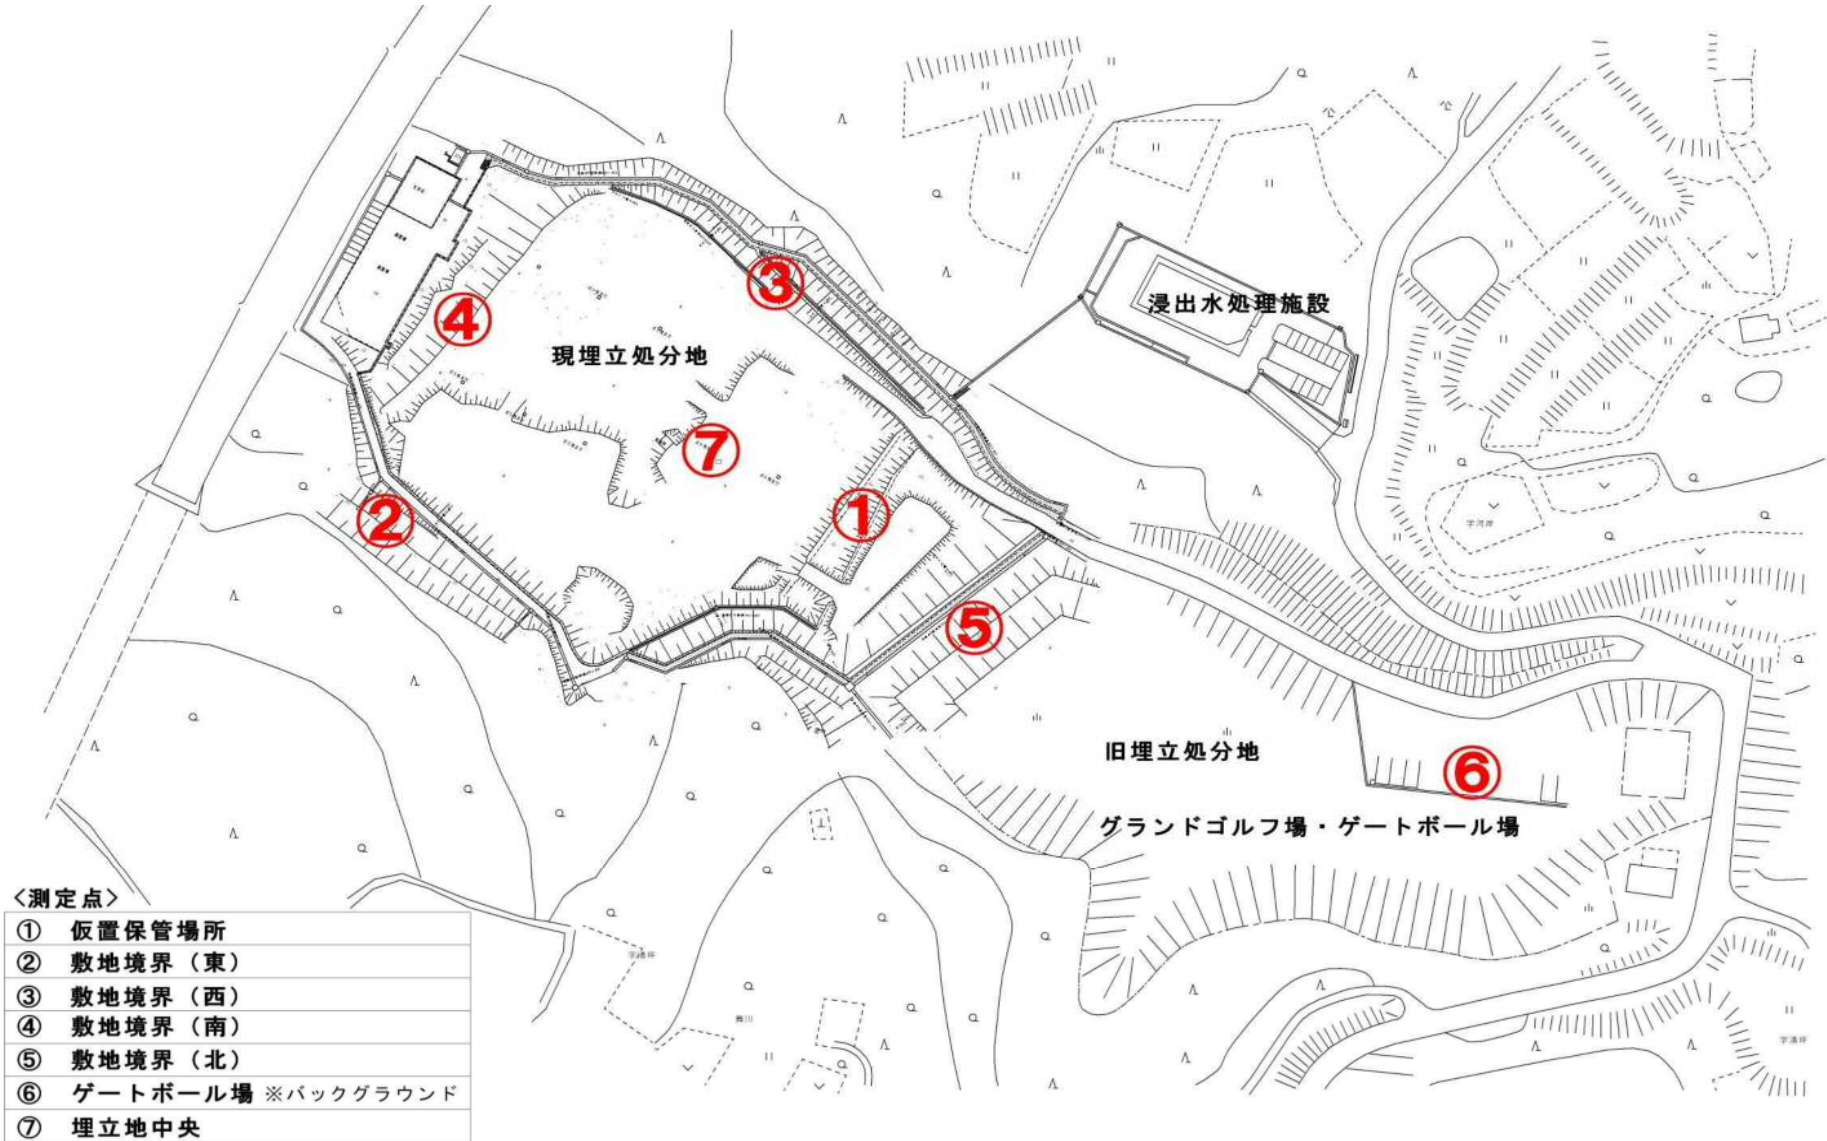 ③
浸出水処理施設
④
現埋立処分地
⑦
①
②
字河岸
⑤
旧埋立処分地
⑥
グランドゴルフ場・ゲートボール場
<測定点>
① 仮置保管場所
② 敷地境界（東）
③ 敷地境界（西）
④ 敷地境界（南）
⑤ 敷地境界（北）
⑥ ゲートボール場 ※バックグラウンド
⑦ 埋立地中央